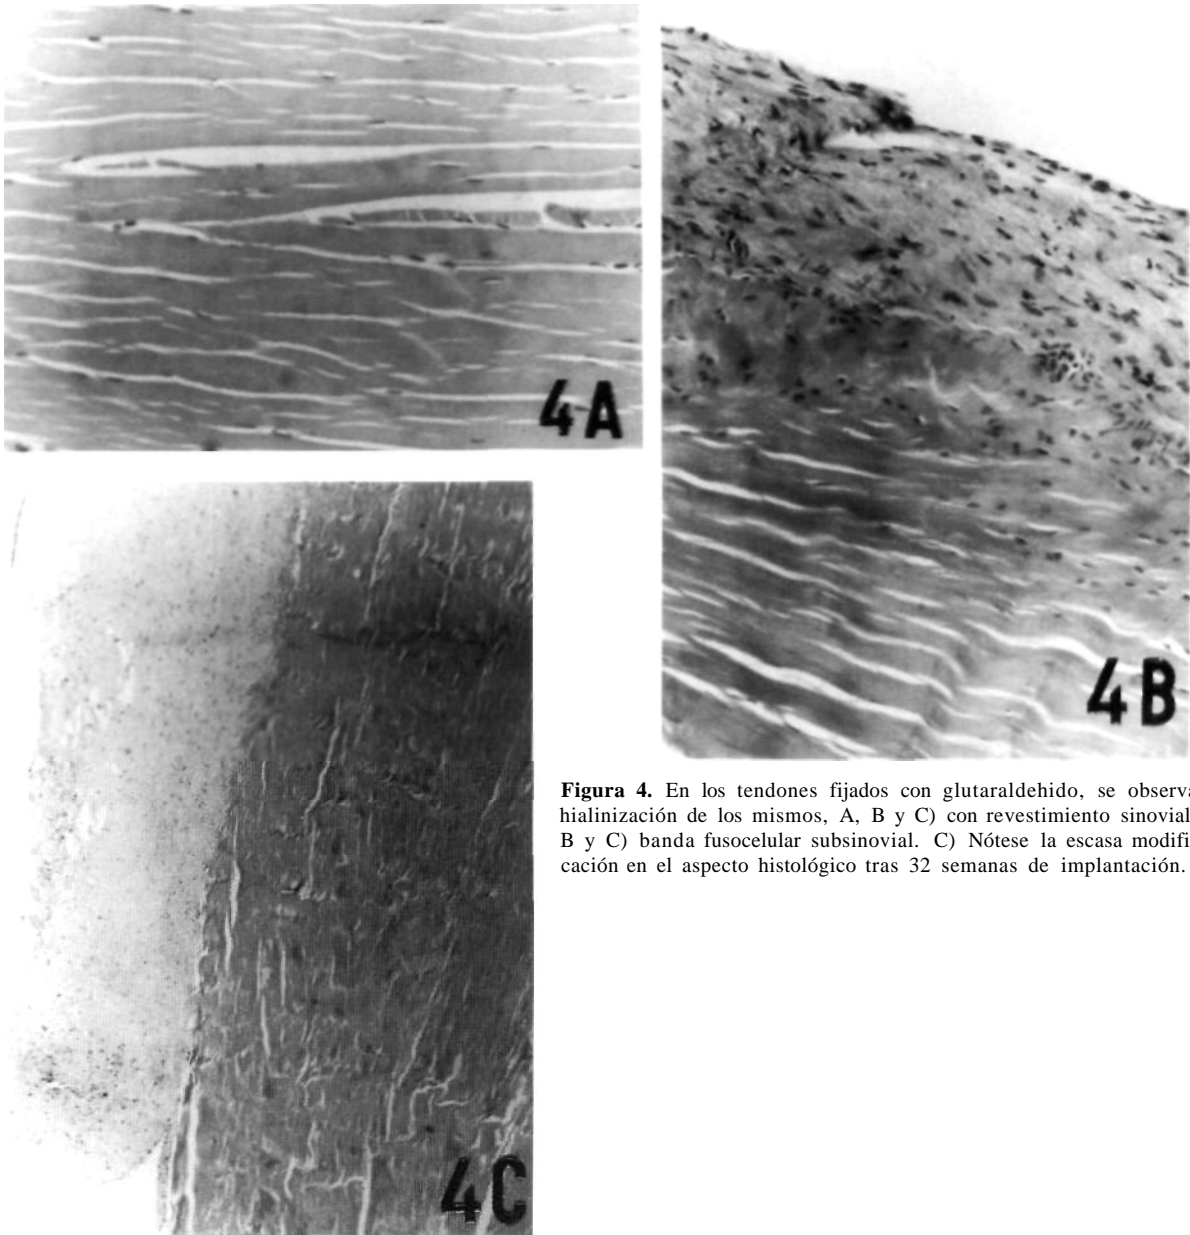 4A
4B
4C
Figura 4. En los tendones fijados con glutaraldehido, se observa
hialinización de los mismos, A, B y C) con revestimiento sinovial
B y C) banda fusocelular subsinovial. C) Nótese la escasa modifi
cación en el aspecto histológico tras 32 semanas de implantación.